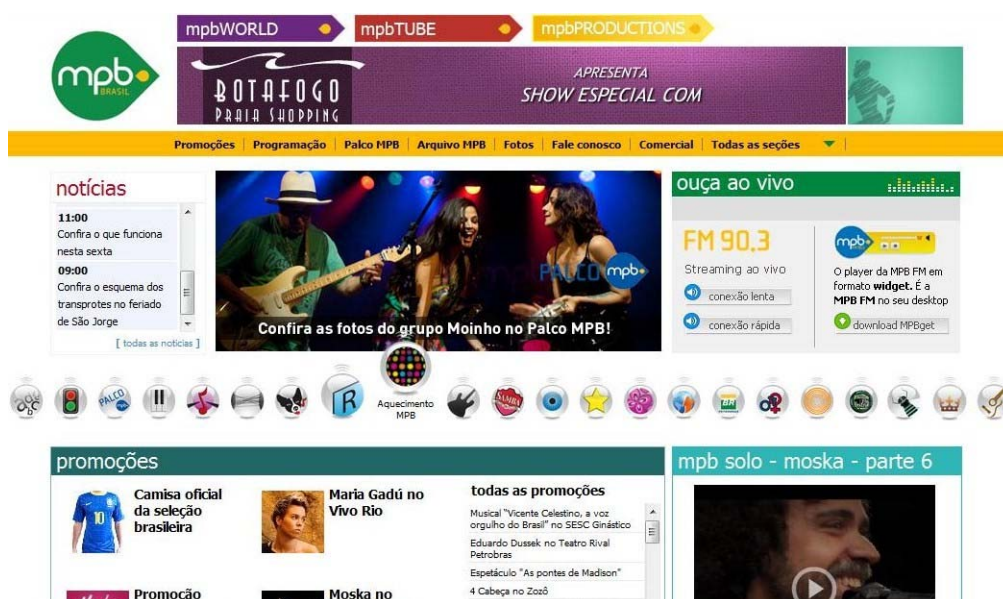 mpbWORLD
mpbTUBE
mpbPRODUCTIONS
mpb
BRASIL
BOTAFOGO
PRAIA SHOPPING
APRESENTA
SHOW ESPECIAL COM
Promoções | Programação | Palco MPB | Arquivo MPB | Fotos | Fale conosco | Comercial | Todas as seções
notícias
11:00
Confira o que funciona
nesta sexta
09:00
Confira o esquema dos
transprotes no feriado
de São Jorge
[ todas as noticias ]
PALCO mpb
Confira as fotos do grupo Moinho no Palco MPB!
ouça ao vivo
FM 90,3
Streaming ao vivo
conexão lenta
conexão rápida
mpb
O player da MPB FM em
formato widget. É a
MPB FM no seu desktop
download MPBget
PALCO
R
Aquecimento
MPB
SAMBA
BR
promoções
Camisa oficial
da seleção
brasileira
10
Maria Gadú no
Vivo Rio
Promoção
Moska no
todas as promoções
Musical "Vicente Celestino, a voz
orgulho do Brasil" no SESC Ginástico
Eduardo Dussek no Teatro Rival
Petrobras
Espetáculo "As pontes de Madison"
4 Cabeça no Zozô
mpb solo - moska - parte 6